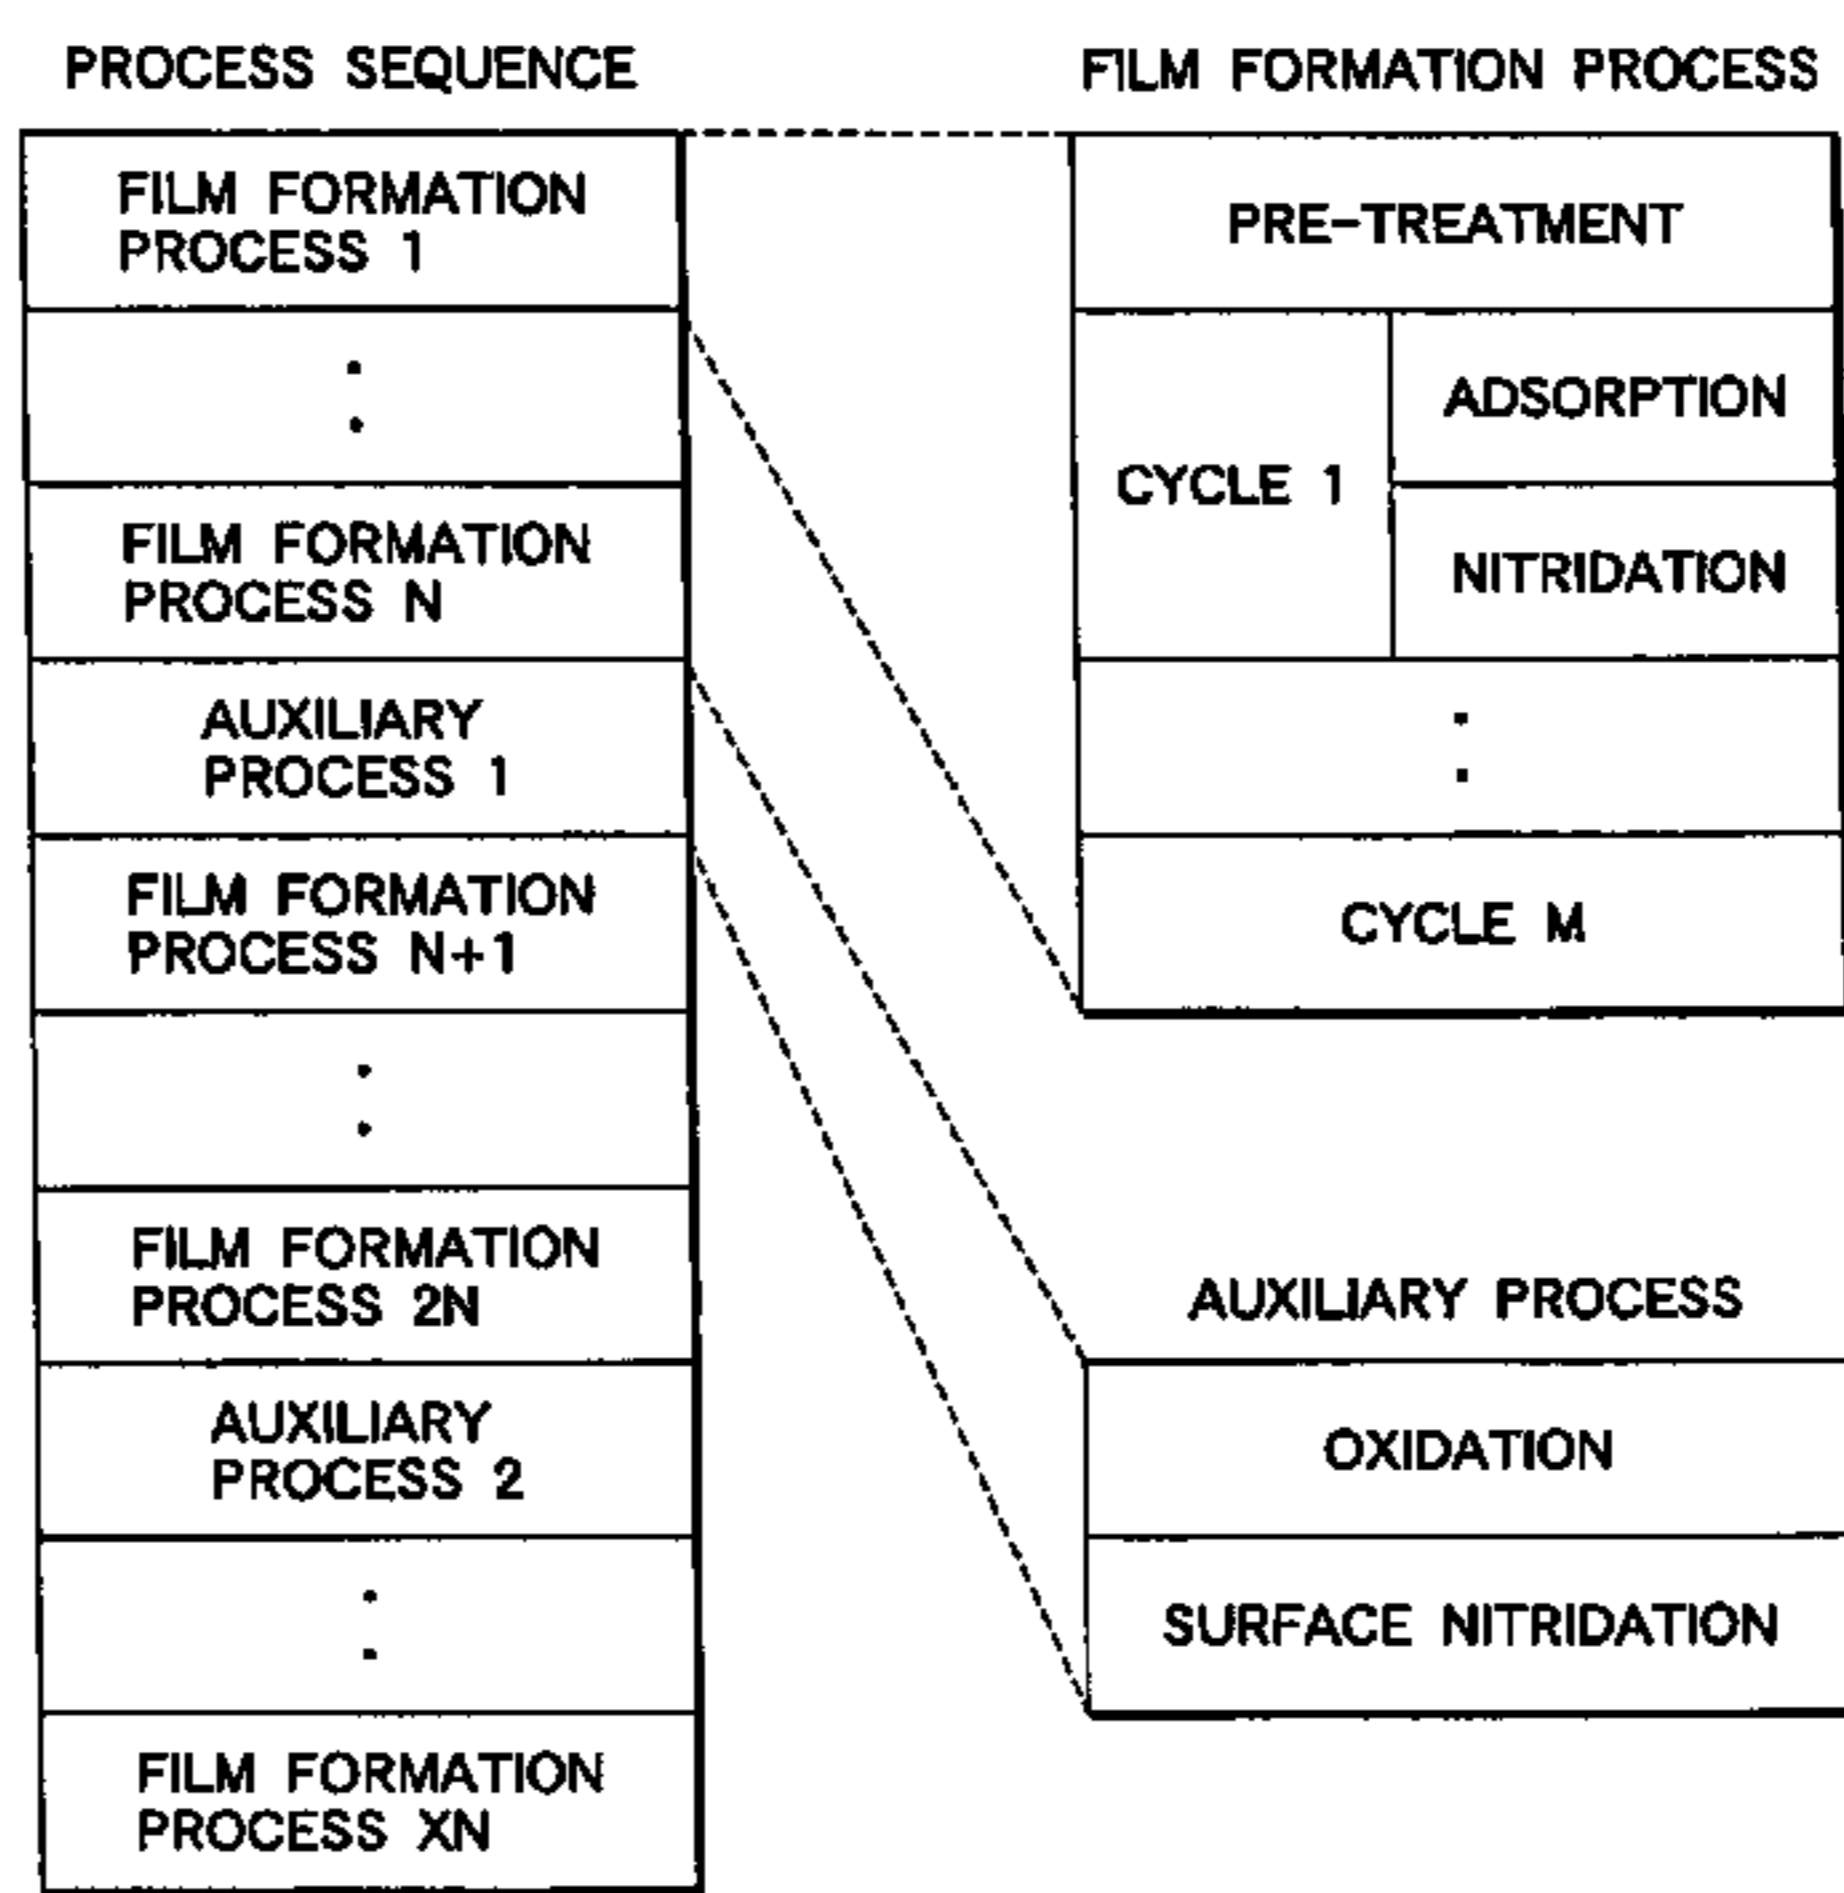 PROCESS SEQUENCE
FILM FORMATION
PROCESS 1
FILM FORMATION
PROCESS N
AUXILIARY
PROCESS 1
FILM FORMATION
PROCESS N+1
FILM FORMATION
PROCESS 2N
AUXILIARY
PROCESS 2
FILM FORMATION
PROCESS XN
FILM FORMATION PROCESS
PRE-TREATMENT
CYCLE 1
ADSORPTION
NITRIDATION
CYCLE M
AUXILIARY PROCESS
OXIDATION
SURFACE NITRIDATION